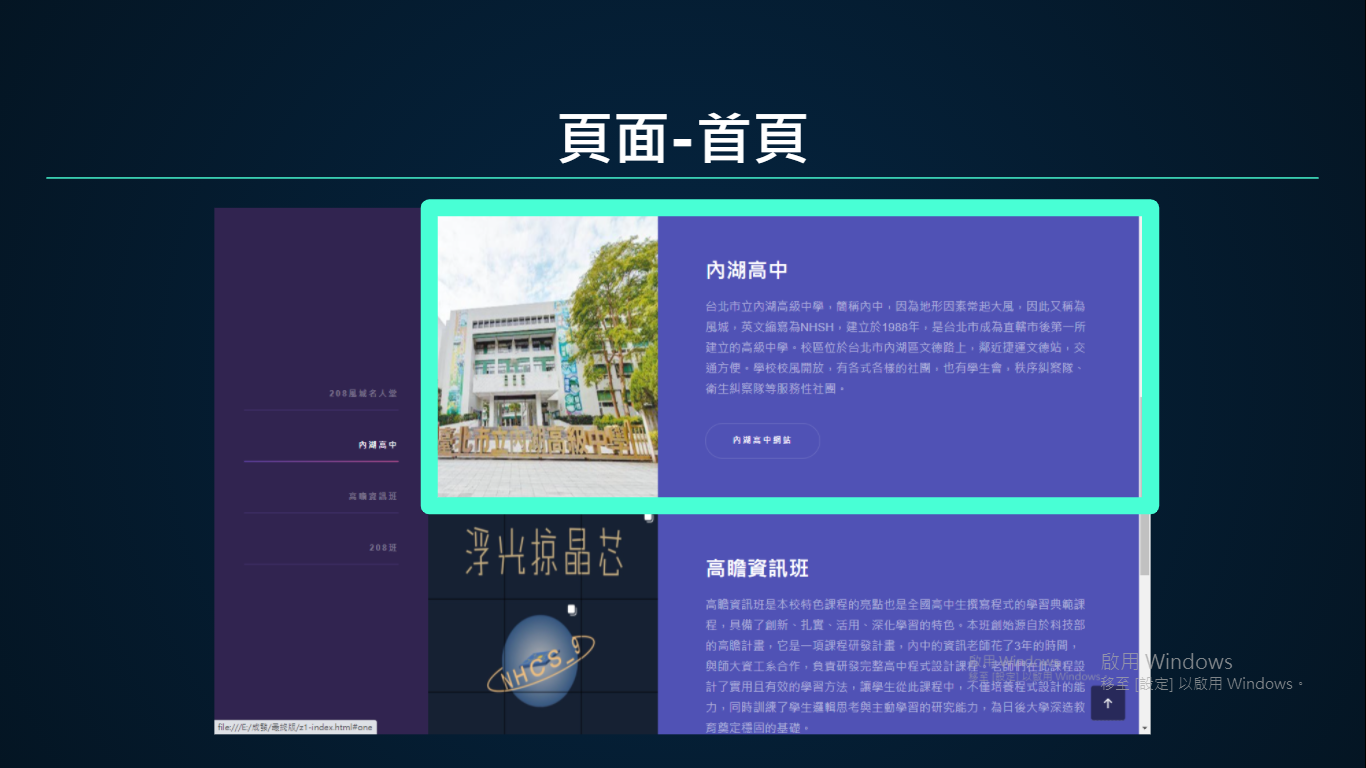 頁面-首頁
208風城名人堂
內湖高中
高瞻資訊班
208班
臺北市立內湖高級中學
內湖高中
台北市立內湖高級中學，簡稱內中，因為地形因素常起大風，因此又稱為
風城，英文縮寫為NHSH，建立於1988年，是台北市成為直轄市後第一所
建立的高級中學。校區位於台北市內湖區文德路上，鄰近捷運文德站，交
通方便。學校校風開放，有各式各樣的社團，也有學生會，秩序糾察隊、
衛生糾察隊等服務性社團。
內湖高中網站
浮光掠晶芯
NHCS_9
高瞻資訊班
高瞻資訊班是本校特色課程的亮點也是全國高中生撰寫程式的學習典範課
程，具備了創新、扎實、活用、深化學習的特色。本班創始源自於科技部
的高瞻計畫，它是一項課程研發計畫，內中的資訊老師花了3年的時間，
與師大資工系合作，負責研發完整高中程式設計課程。老師們在此課程設
計了實用且有效的學習方法，讓學生從此課程中，不僅培養程式設計的能
力，同時訓練了學生邏輯思考與主動學習的研究能力，為日後大學深造教
育奠定穩固的基礎。
啟用 Windows
移至 [設定] 以啟用 Windows。
啟用 Windows
移至 [設定] 以啟用 Windows。
file:///E:/成發/最終版/z1-index.html#one